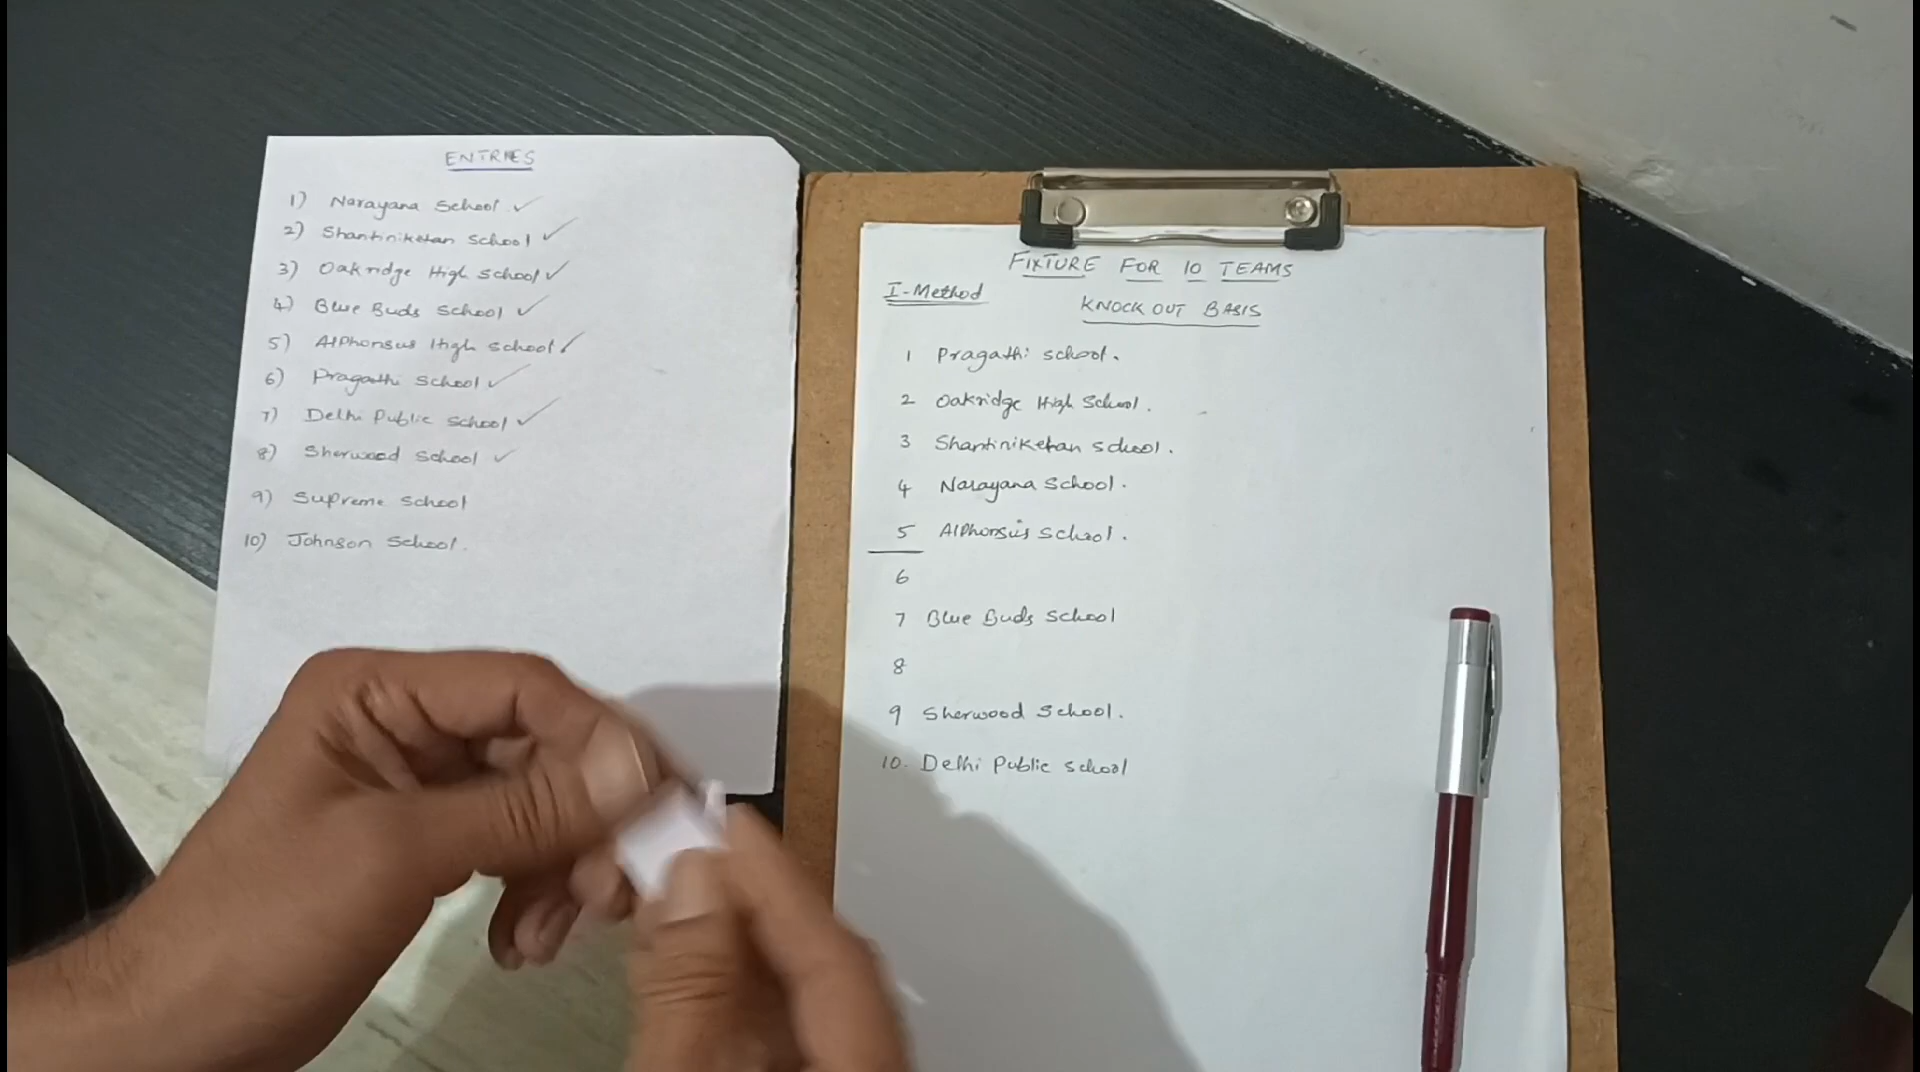 ENTRIES
1) Narayana School
2) Shantiniketan School
3) Oakridge High School
4) Blue Buds School
5) Alphonsus High School
6) Pragathi School
7) Delhi Public School
8) Sherwood School
9) Supreme School
10) Johnson School.
FIXTURE FOR 10 TEAMS
I-Method
KNOCK OUT BASIS
1 Pragathi School.
2 Oakridge High School.
3 Shantiniketan School.
4 Narayana School.
5 Alphonsus School.
6
7 Blue Buds School
8
9 Sherwood School.
10. Delhi Public School